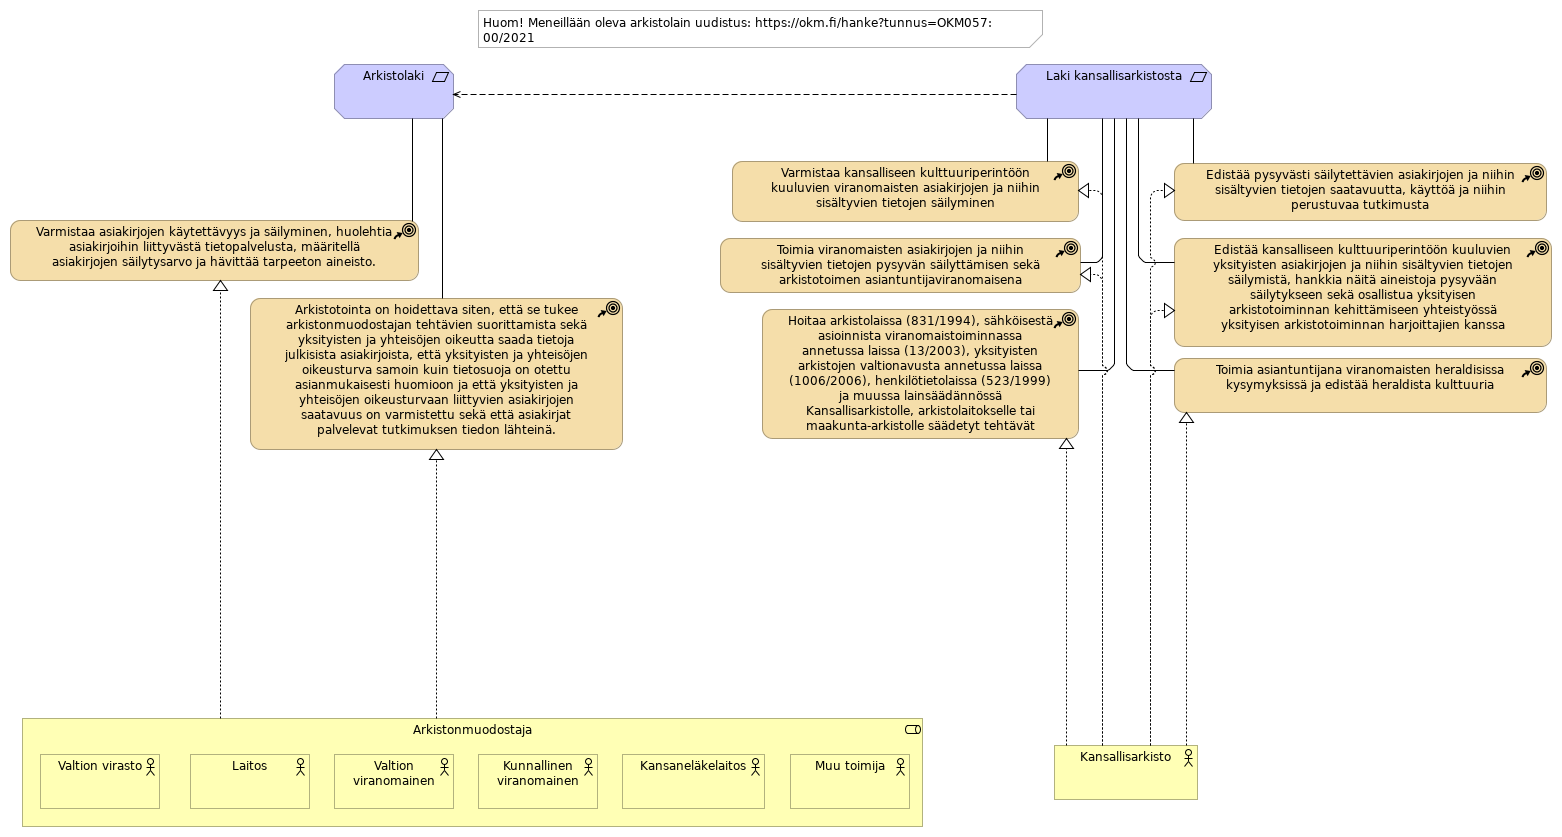 Huom! Meneillään oleva arkistolain uudistus: https://okm.fi/hanke?tunnus=OKM057:
00/2021
Arkistolaki
Laki kansallisarkistosta
Varmistaa asiakirjojen käytettävyys ja säilyminen, huolehtia
asiakirjoihin liittyvästä tietopalvelusta, määritellä
asiakirjojen säilytysarvo ja hävittää tarpeeton aineisto.
Arkistotointa on hoidettava siten, että se tukee
arkistonmuodostajan tehtävien suorittamista sekä
yksityisten ja yhteisöjen oikeutta saada tietoja
julkisista asiakirjoista, että yksityisten ja yhteisöjen
oikeusturva samoin kuin tietosuoja on otettu
asianmukaisesti huomioon ja että yksityisten ja
yhteisöjen oikeusturvaan liittyvien asiakirjojen
saatavuus on varmistettu sekä että asiakirjat
palvelevat tutkimuksen tiedon lähteinä.
Varmistaa kansalliseen kulttuuriperintöön
kuuluvien viranomaisten asiakirjojen ja niihin
sisältyvien tietojen säilyminen
Toimia viranomaisten asiakirjojen ja niihin
sisältyvien tietojen pysyvän säilyttämisen sekä
arkistotoimen asiantuntijaviranomaisena
Hoitaa arkistolaissa (831/1994), sähköisestä
asioinnista viranomaistoiminnassa
annetussa laissa (13/2003), yksityisten
arkistojen valtionavusta annetussa laissa
(1006/2006), henkilötietolaissa (523/1999)
ja muussa lainsäädännössä
Kansallisarkistolle, arkistolaitokselle tai
maakunta-arkistolle säädetyt tehtävät
Edistää pysyvästi säilytettävien asiakirjojen ja niihin
sisältyvien tietojen saatavuutta, käyttöä ja niihin
perustuvaa tutkimusta
Edistää kansalliseen kulttuuriperintöön kuuluvien
yksityisten asiakirjojen ja niihin sisältyvien tietojen
säilymistä, hankkia näitä aineistoja pysyvään
säilytykseen sekä osallistua yksityisen
arkistotoiminnan kehittämiseen yhteistyössä
yksityisen arkistotoiminnan harjoittajien kanssa
Toimia asiantuntijana viranomaisten heraldisissa
kysymyksissä ja edistää heraldista kulttuuria
Arkistonmuodostaja
Valtion virasto
Laitos
Valtion
viranomainen
Kunnallinen
viranomainen
Kansaneläkelaitos
Muu toimija
Kansallisarkisto